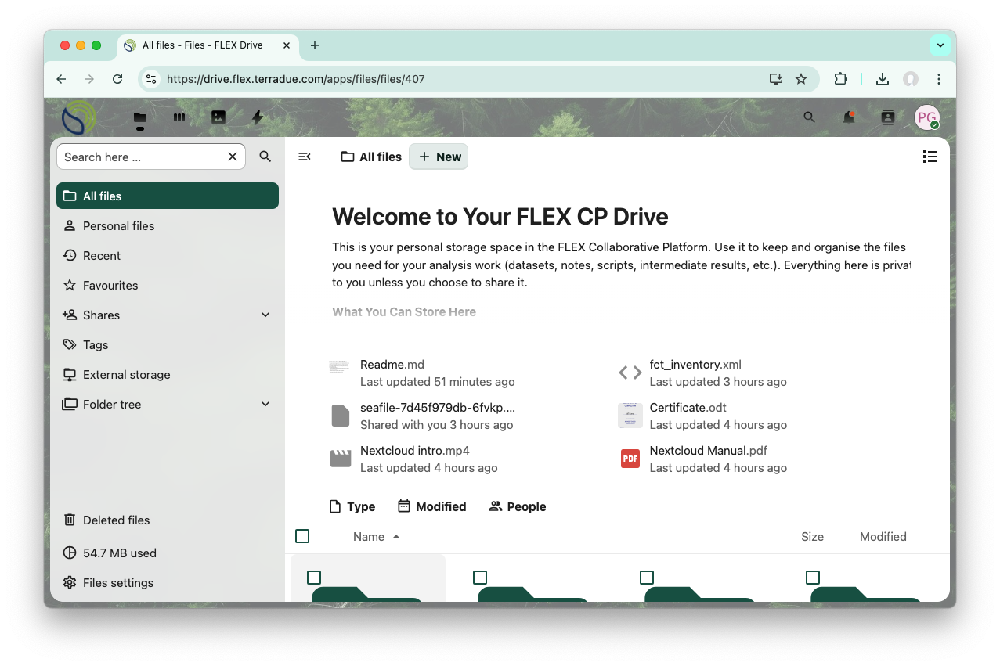 All files - Files - FLEX Drive
https://drive.flex.terradue.com/apps/files/files/407
PG
Search here ...
All files
New
All files
Personal files
Recent
Favourites
Shares
Tags
External storage
Folder tree
Deleted files
54.7 MB used
Files settings
Welcome to Your FLEX CP Drive
This is your personal storage space in the FLEX Collaborative Platform. Use it to keep and organise the files
you need for your analysis work (datasets, notes, scripts, intermediate results, etc.). Everything here is privat
to you unless you choose to share it.
What You Can Store Here
Readme.md
Last updated 51 minutes ago
fct_inventory.xml
Last updated 3 hours ago
seafile-7d45f979db-6fvkp....
Shared with you 3 hours ago
Certificate.odt
Last updated 4 hours ago
Nextcloud intro.mp4
Last updated 4 hours ago
PDF
Nextcloud Manual.pdf
Last updated 4 hours ago
Type Modified People
Name Size Modified